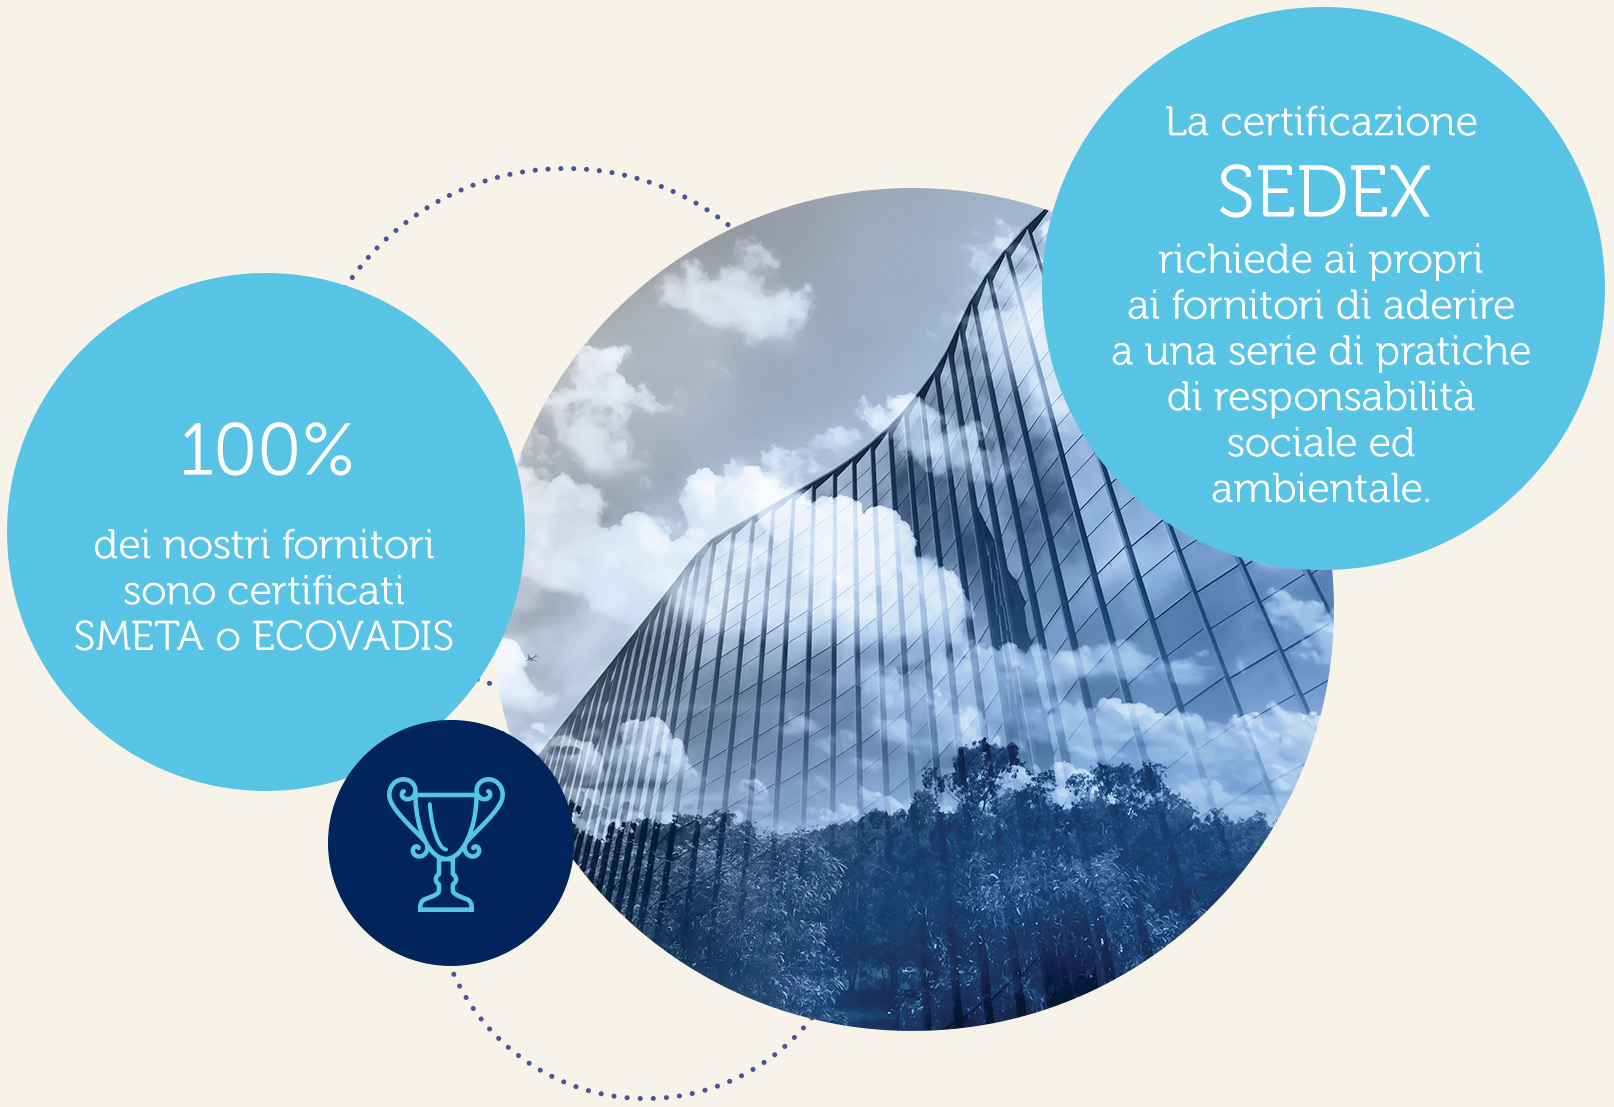 100%
dei nostri fornitori
sono certificati
SMETA o ECOVADIS
La certificazione
SEDEX
richiede ai propri
ai fornitori di aderire
a una serie di pratiche
di responsabilità
sociale ed
ambientale.